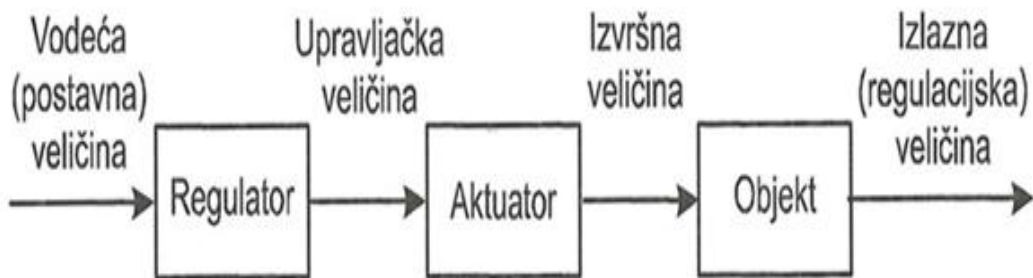 Vodeća
(postavna)
veličina
Upravljačka
veličina
Izvršna
veličina
Izlazna
(regulacijska)
veličina
Regulator
Aktuator
Objekt